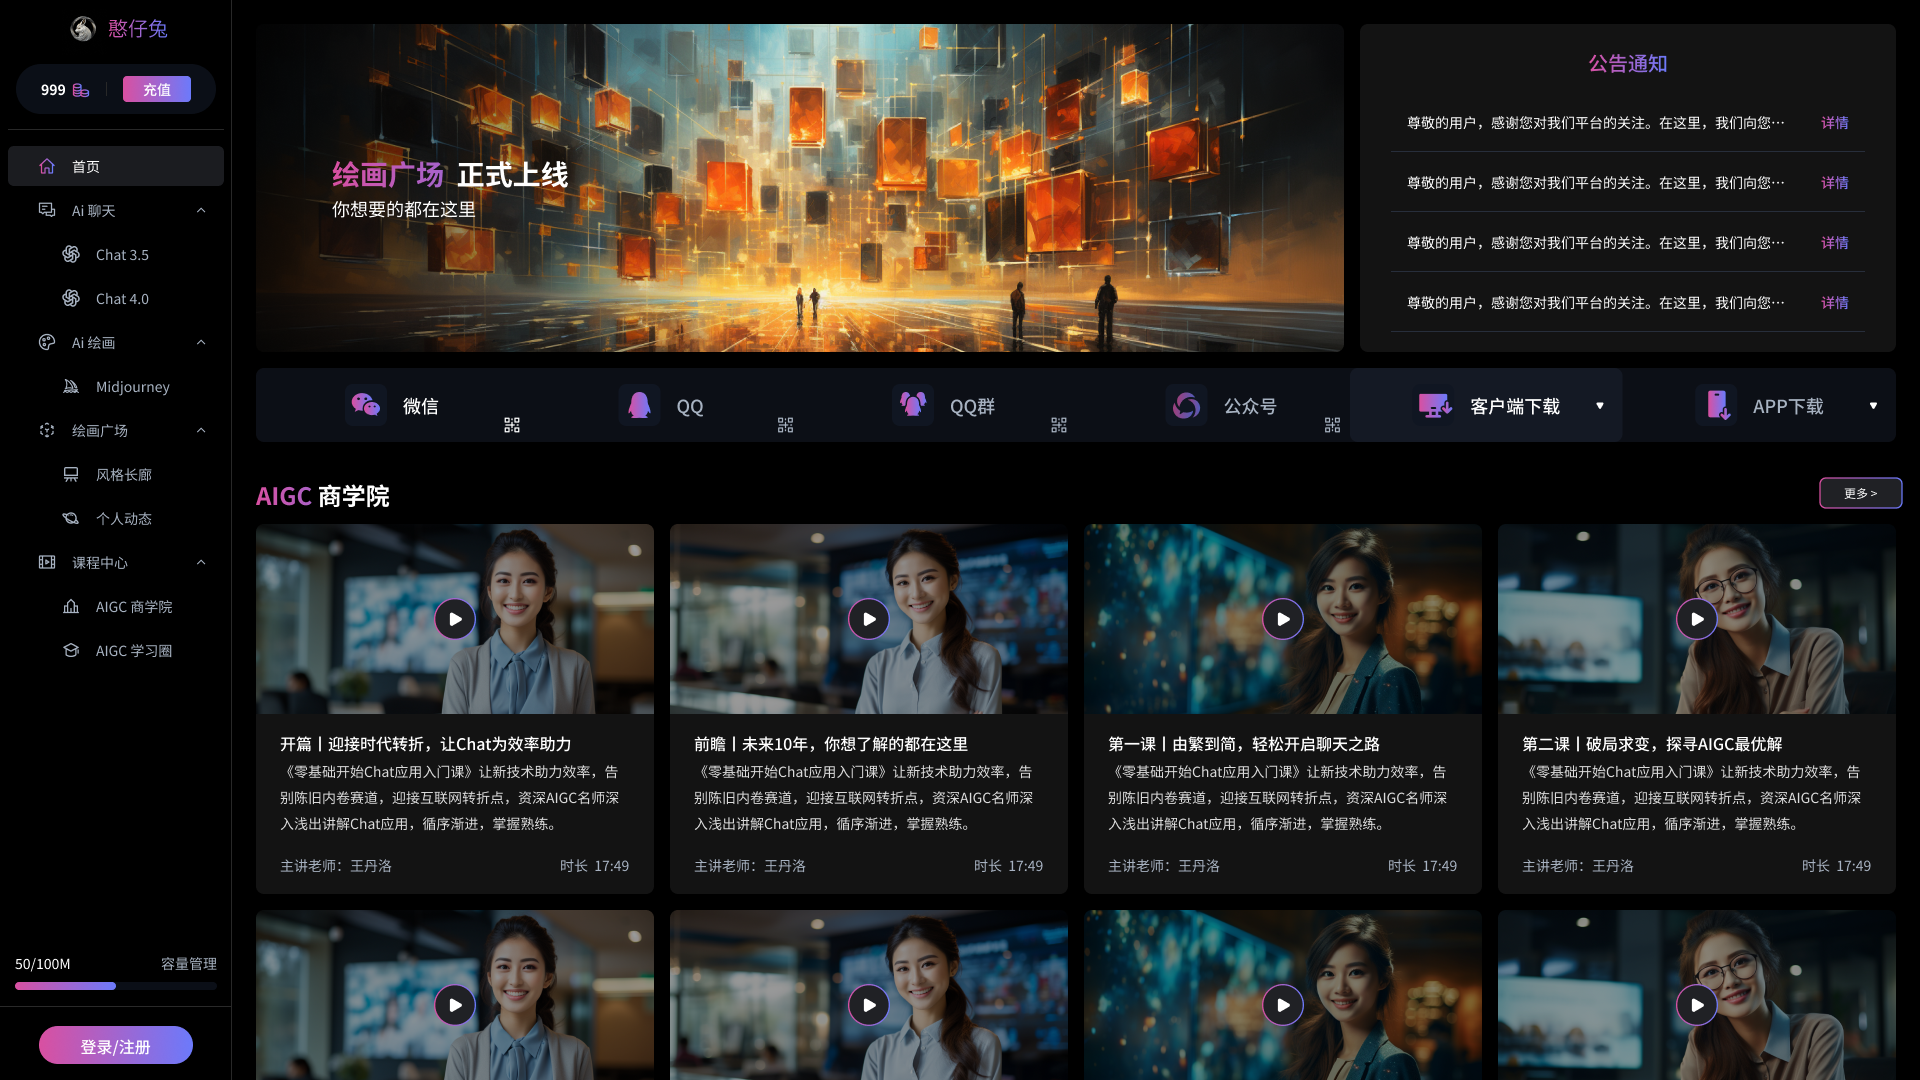 憨仔兔
999
充值
首页
Ai 聊天
Chat 3.5
Chat 4.0
Ai 绘画
Midjourney
绘画广场
风格长廊
个人动态
课程中心
AIGC 商学院
AIGC 学习圈
50/100M 容量管理
登录/注册
绘画广场 正式上线
你想要的都在这里
公告通知
尊敬的用户，感谢您对我们平台的关注。在这里，我们向您… 详情
尊敬的用户，感谢您对我们平台的关注。在这里，我们向您… 详情
尊敬的用户，感谢您对我们平台的关注。在这里，我们向您… 详情
尊敬的用户，感谢您对我们平台的关注。在这里，我们向您… 详情
微信
QQ
QQ群
公众号
客户端下载
APP下载
AIGC 商学院
更多 >
开篇丨迎接时代转折，让Chat为效率助力
《零基础开始Chat应用入门课》让新技术助力效率，告
别陈旧内卷赛道，迎接互联网转折点，资深AIGC名师深
入浅出讲解Chat应用，循序渐进，掌握熟练。
主讲老师：王丹洛 时长 17:49
前瞻丨未来10年，你想了解的都在这里
《零基础开始Chat应用入门课》让新技术助力效率，告
别陈旧内卷赛道，迎接互联网转折点，资深AIGC名师深
入浅出讲解Chat应用，循序渐进，掌握熟练。
主讲老师：王丹洛 时长 17:49
第一课丨由繁到简，轻松开启聊天之路
《零基础开始Chat应用入门课》让新技术助力效率，告
别陈旧内卷赛道，迎接互联网转折点，资深AIGC名师深
入浅出讲解Chat应用，循序渐进，掌握熟练。
主讲老师：王丹洛 时长 17:49
第二课丨破局求变，探寻AIGC最优解
《零基础开始Chat应用入门课》让新技术助力效率，告
别陈旧内卷赛道，迎接互联网转折点，资深AIGC名师深
入浅出讲解Chat应用，循序渐进，掌握熟练。
主讲老师：王丹洛 时长 17:49